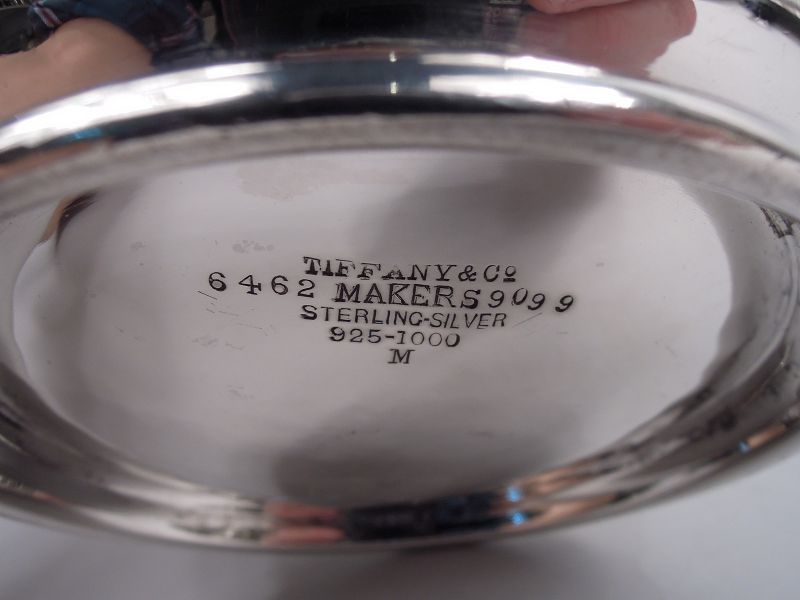 TIFFANY & Cº
6462 MAKERS 9099
STERLING-SILVER
925-1000
M